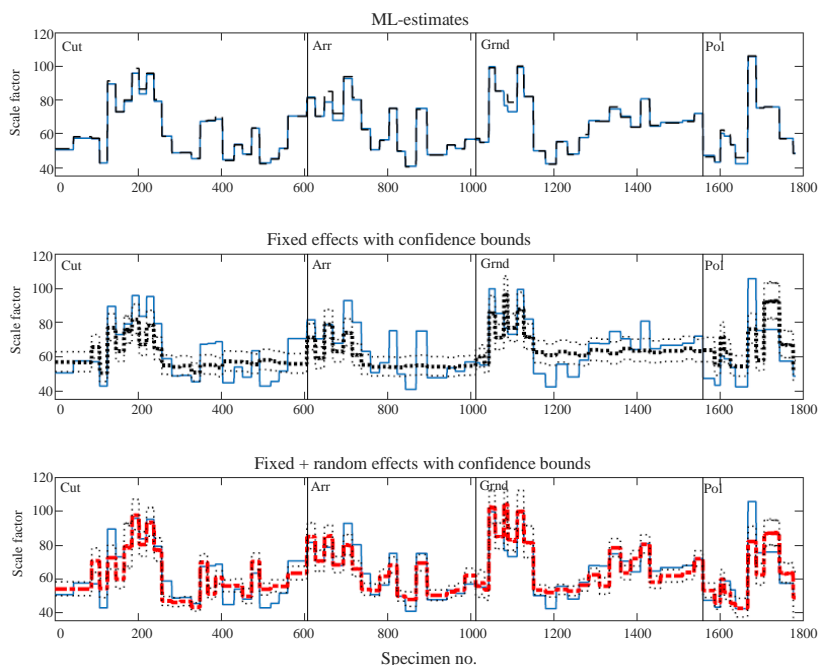 ML-estimates
120
100
80
60
40
Scale factor
Cut
Arr
Grnd
Pol
0 200 400 600 800 1000 1200 1400 1600 1800
Fixed effects with confidence bounds
120
100
80
60
40
Scale factor
Cut
Arr
Grnd
Pol
0 200 400 600 800 1000 1200 1400 1600 1800
Fixed + random effects with confidence bounds
120
100
80
60
40
Scale factor
Cut
Arr
Grnd
Pol
0 200 400 600 800 1000 1200 1400 1600 1800
Specimen no.